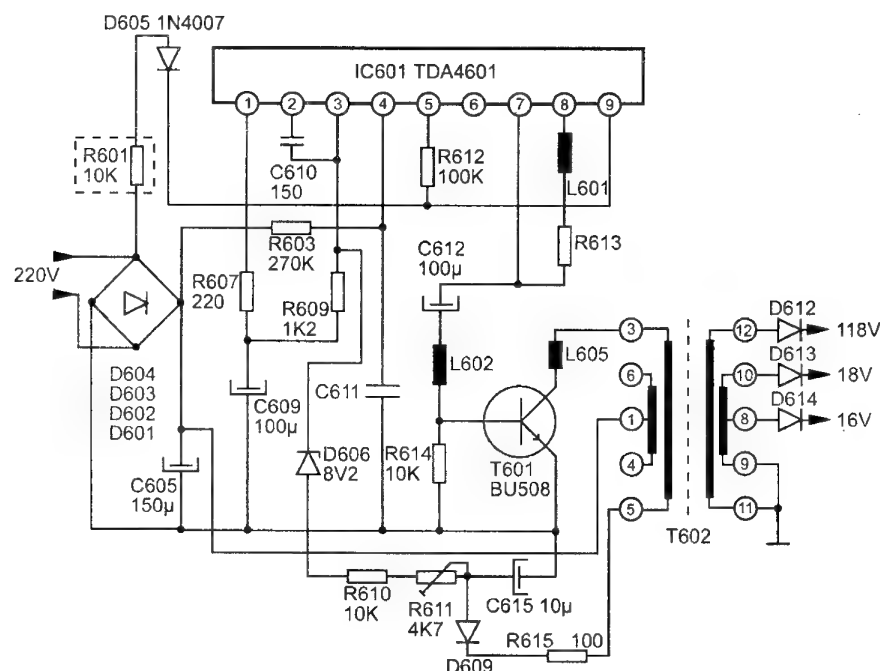 D605 1N4007
IC601 TDA4601
1 2 3 4 5 6 7 8 9
R601
10K
C610
150
R612
100K
L601
R603
270K
C612
100µ
R613
220V
R607
220
R609
1K2
D612
118V
D613
18V
D614
16V
3
6
1
4
5
12
10
8
9
11
L605
L602
D604
D603
D602
D601
C609
100µ
C611
D606
8V2
R614
10K
T601
BU508
C605
150µ
T602
R610
10K
R611
4K7
C615 10µ
R615 100
D609